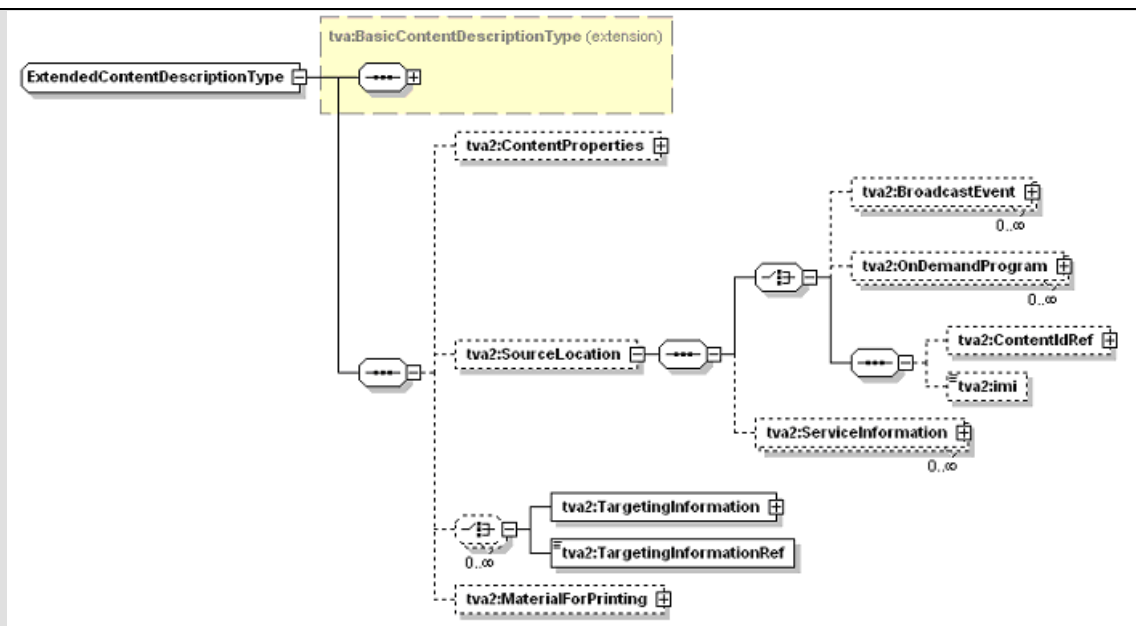 tva:BasicContentDescriptionType (extension)
ExtendedContentDescriptionType
tva2:ContentProperties
tva2:BroadcastEvent
0..∞
tva2:OnDemandProgram
0..∞
tva2:SourceLocation
tva2:ContentIdRef
tva2:imi
tva2:ServiceInformation
0..∞
tva2:TargetingInformation
0..∞
tva2:TargetingInformationRef
tva2:MaterialForPrinting